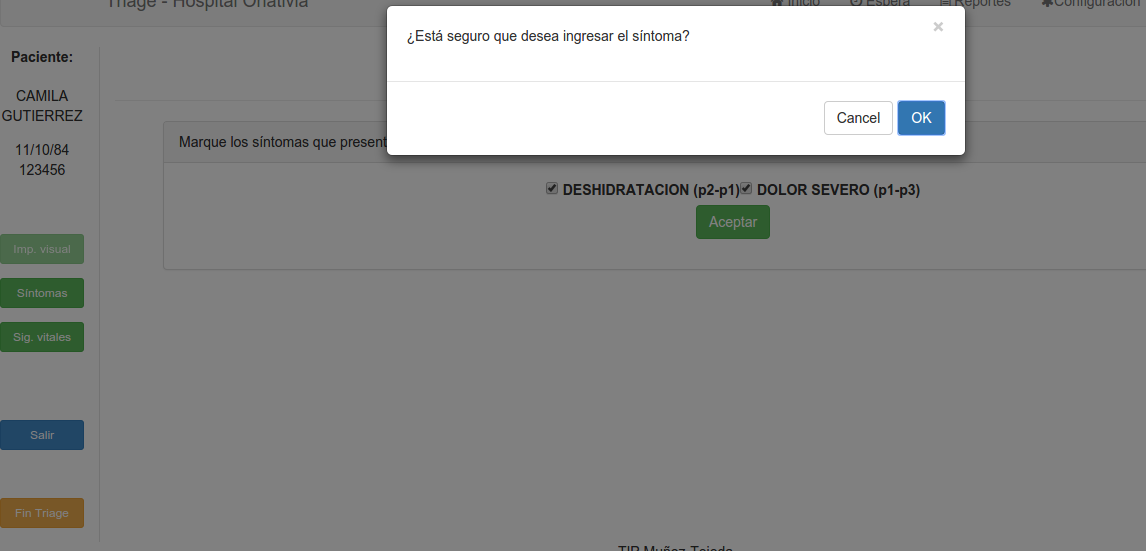 Triage - Hospital Oñativia
Inicio
Espera
Reportes
Configuración
¿Está seguro que desea ingresar el síntoma?
×
Cancel
OK
Paciente:
CAMILA
GUTIERREZ
11/10/84
123456
Imp. visual
Síntomas
Sig. vitales
Salir
Fin Triage
Marque los síntomas que present
DESHIDRATACION (p2-p1) DOLOR SEVERO (p1-p3)
Aceptar
TIP Muñoz-Tejada